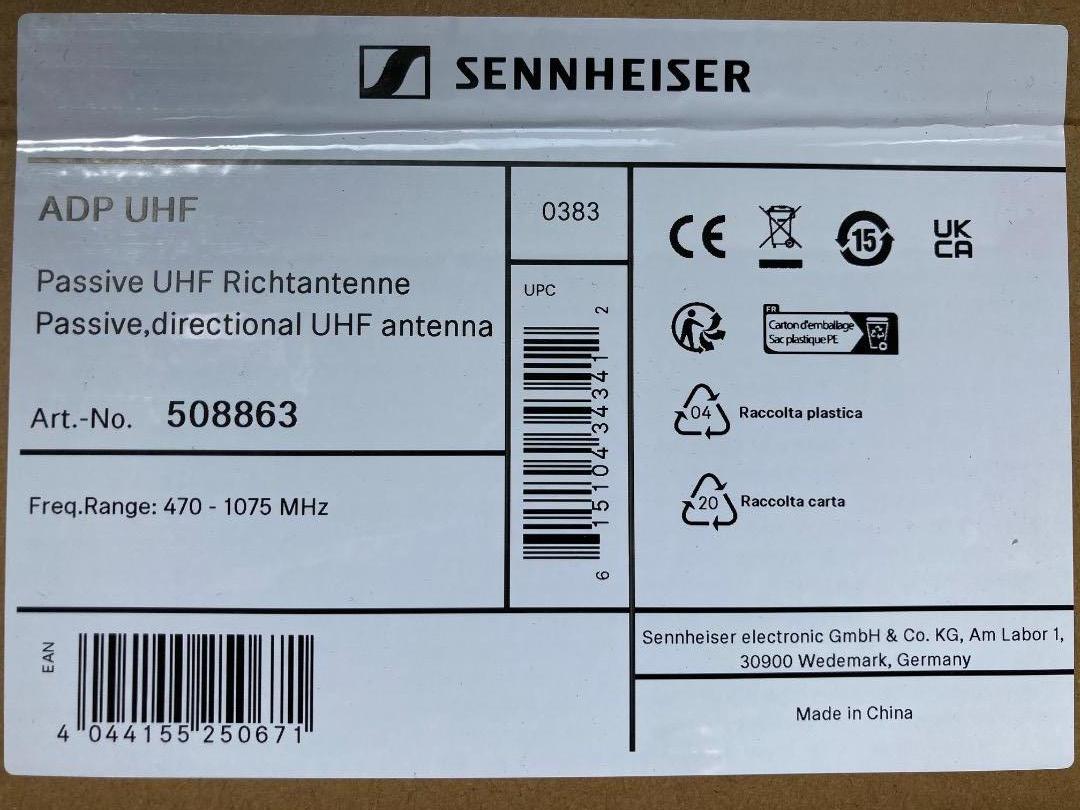 SENNHEISER
ADP UHF
Passive UHF Richtantenne
Passive,directional UHF antenna
Art.-No. 508863
Freq.Range: 470 - 1075 MHz
0383
UPC
6 15104 34341 2
CE
15
UK
CA
FR
Carton d'emballage
Sac plastique PE
04 Raccolta plastica
20 Raccolta carta
EAN
4 044155 250671
Sennheiser electronic GmbH & Co. KG, Am Labor 1,
30900 Wedemark, Germany
Made in China